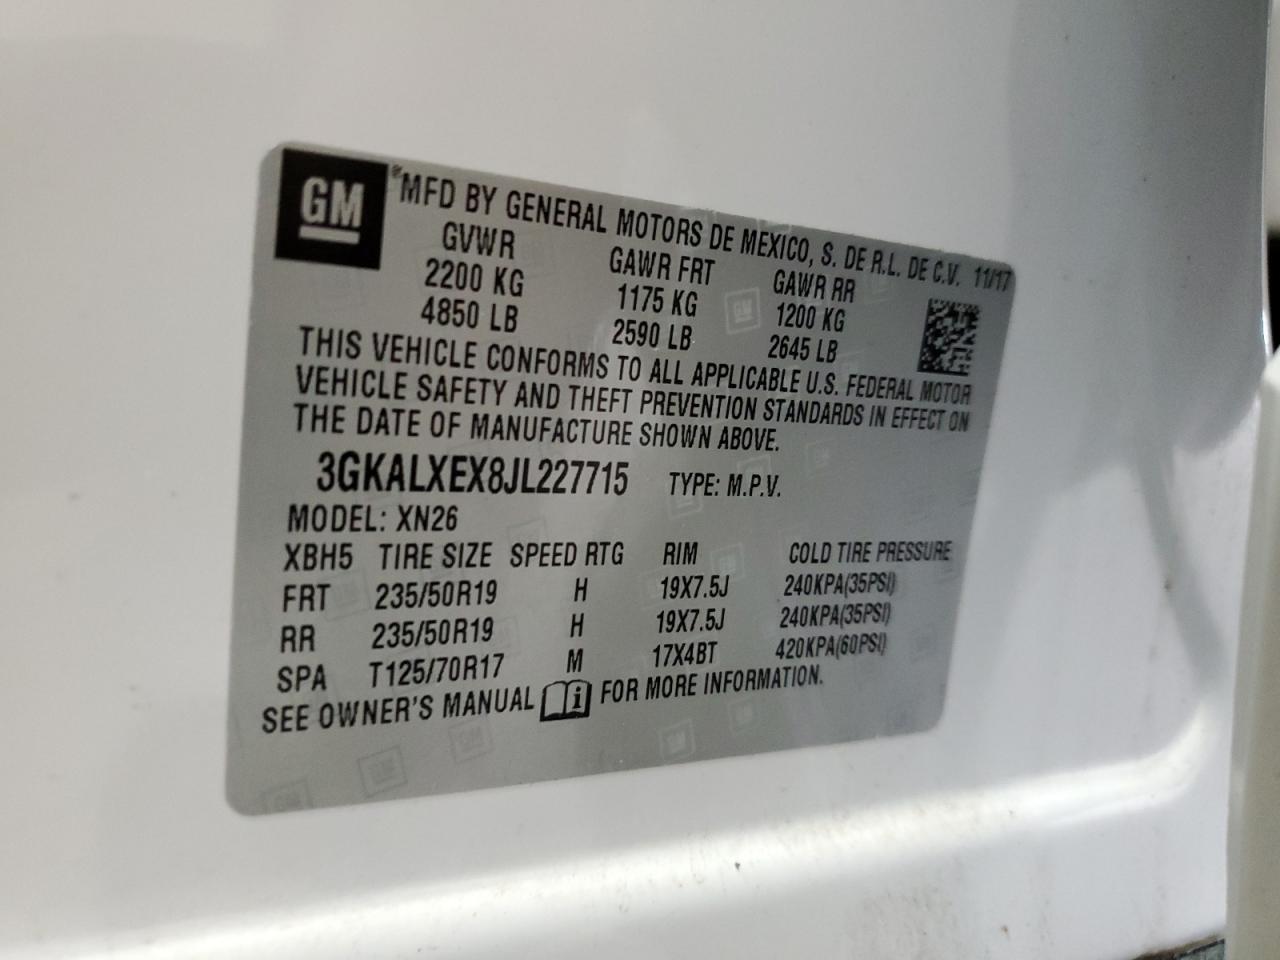 GM
®MFD BY GENERAL MOTORS DE MEXICO, S. DE R.L. DE C.V. 11/17
GVWR GAWR FRT GAWR RR
2200 KG 1175 KG 1200 KG
4850 LB 2590 LB 2645 LB
THIS VEHICLE CONFORMS TO ALL APPLICABLE U.S. FEDERAL MOTOR
VEHICLE SAFETY AND THEFT PREVENTION STANDARDS IN EFFECT ON
THE DATE OF MANUFACTURE SHOWN ABOVE.
3GKALXEX8JL227715 TYPE: M.P.V.
MODEL: XN26
XBH5 TIRE SIZE SPEED RTG RIM COLD TIRE PRESSURE
FRT 235/50R19 H 19X7.5J 240KPA(35PSI)
RR 235/50R19 H 19X7.5J 240KPA(35PSI)
SPA T125/70R17 M 17X4BT 420KPA(60PSI)
SEE OWNER'S MANUAL i FOR MORE INFORMATION.